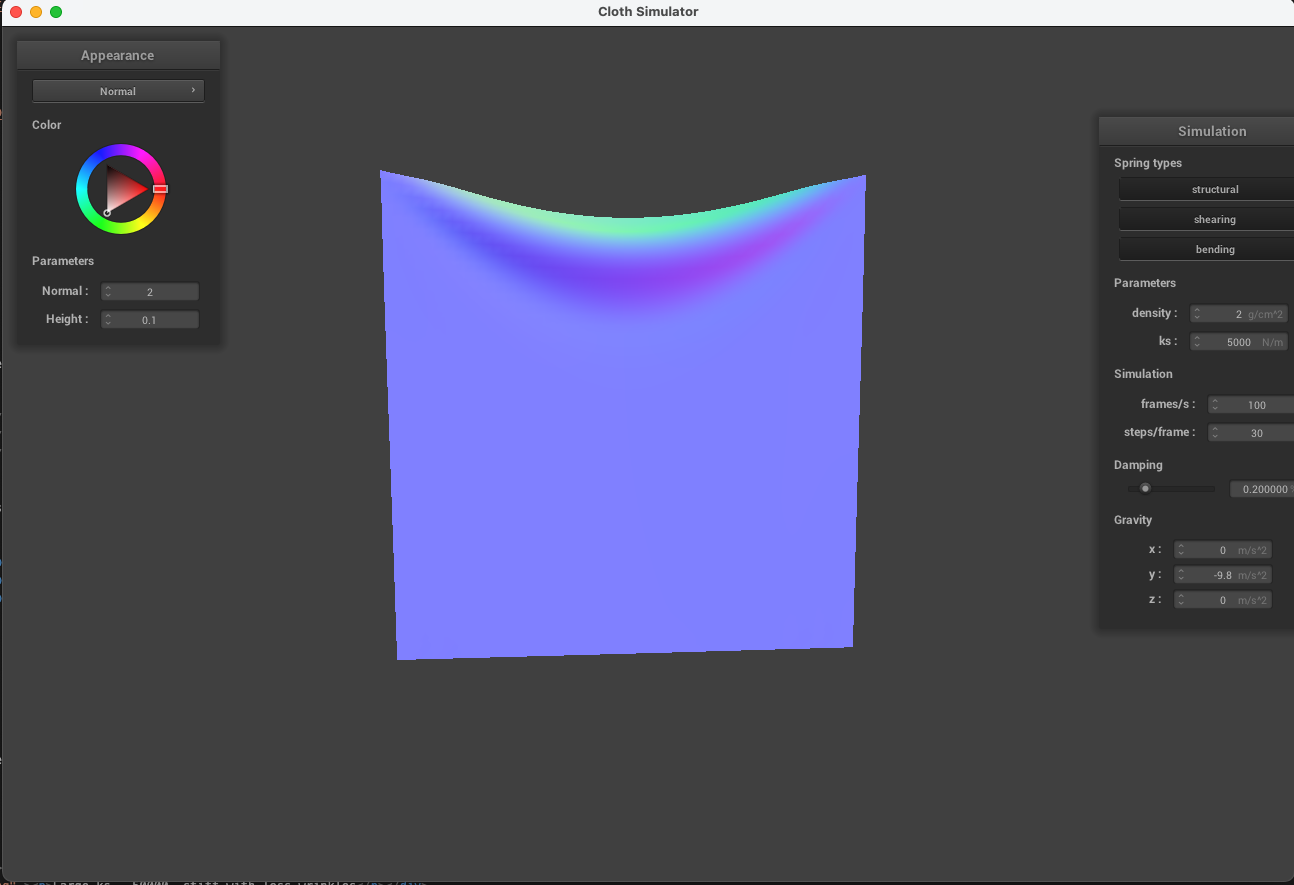 Cloth Simulator
Appearance
Normal
Color
Parameters
Normal : 2
Height : 0.1
Simulation
Spring types
structural
shearing
bending
Parameters
density : 2 g/cm^2
ks : 5000 N/m
Simulation
frames/s : 100
steps/frame : 30
Damping
0.200000
Gravity
x : 0 m/s^2
y : -9.8 m/s^2
z : 0 m/s^2